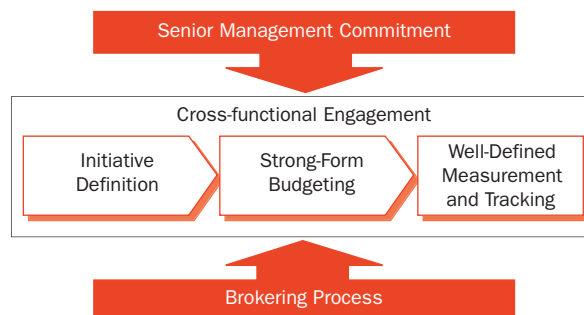 Senior Management Commitment
Cross-functional Engagement
Initiative
Definition
Strong-Form
Budgeting
Well-Defined
Measurement
and Tracking
Brokering Process